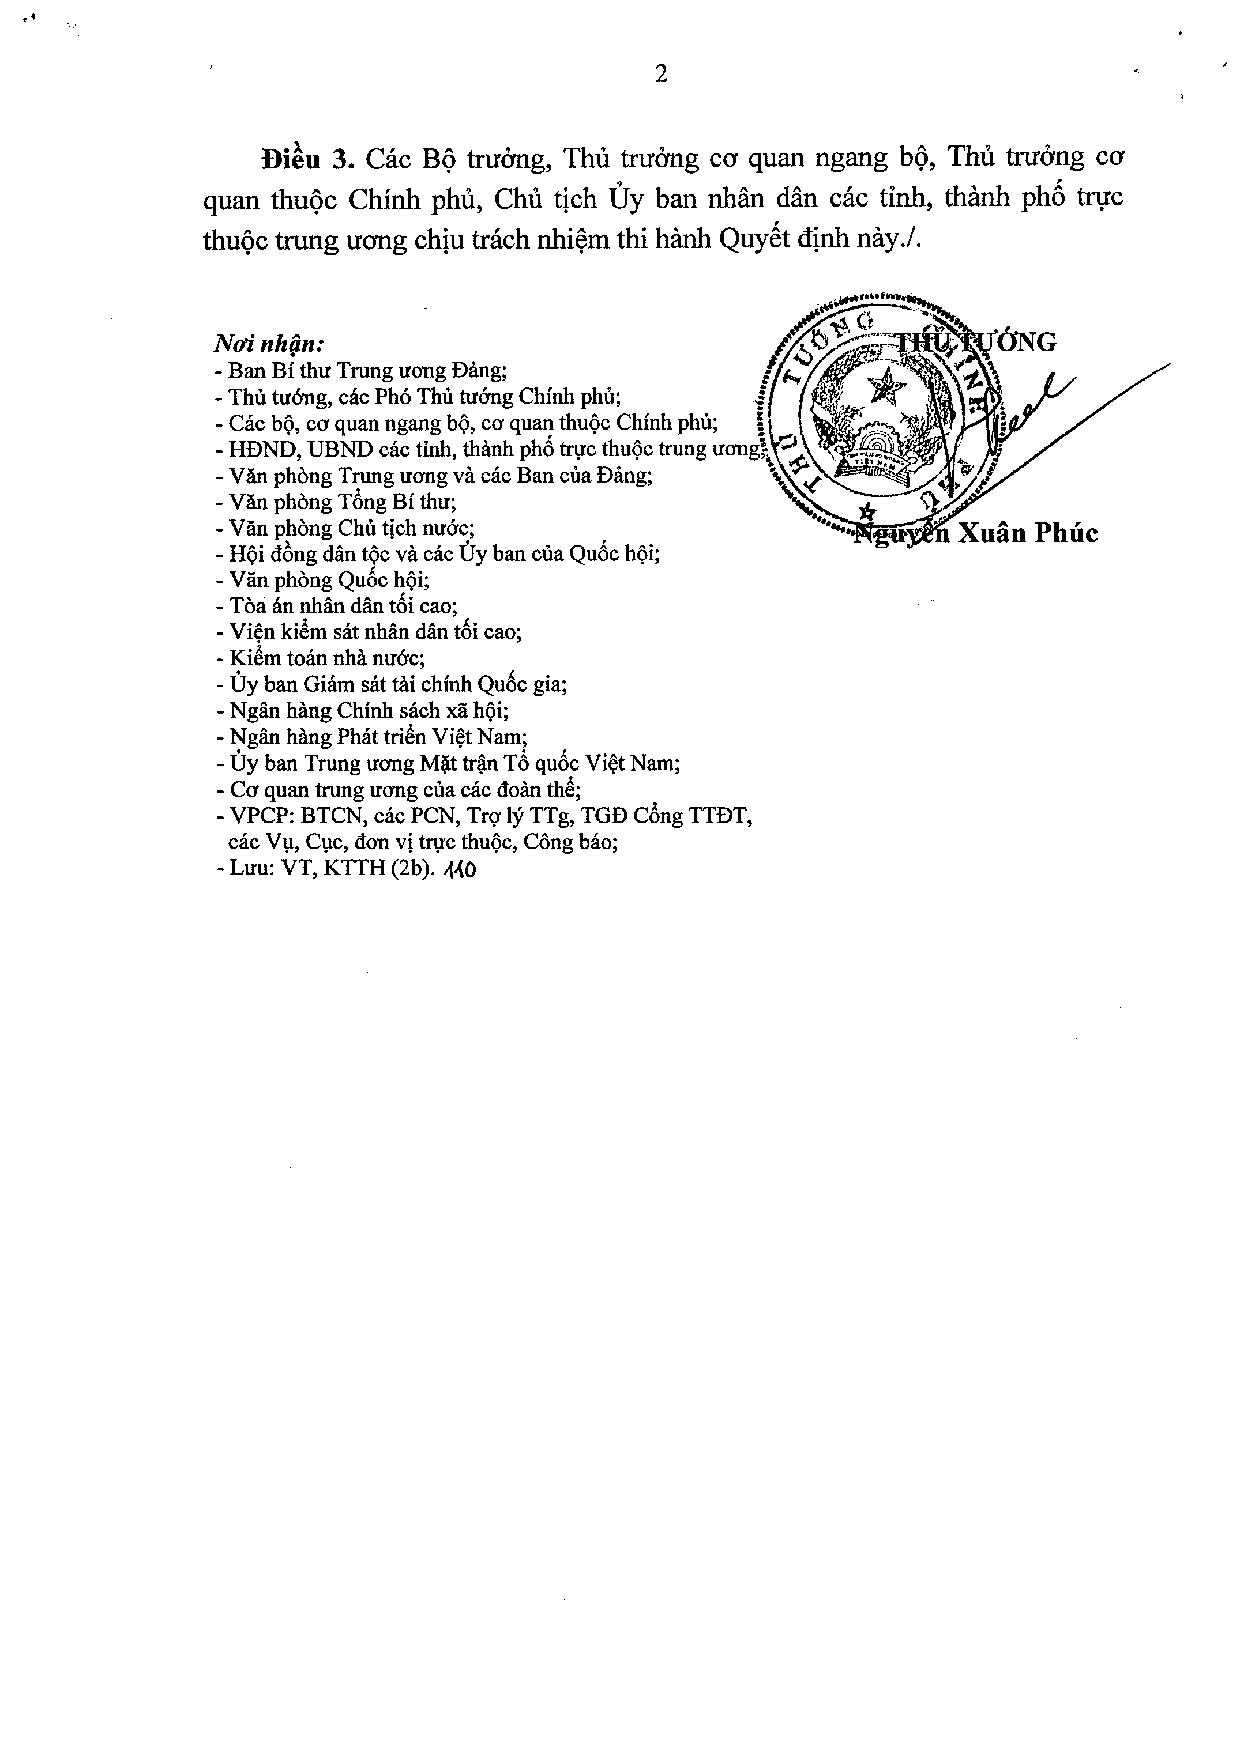 2
Điều 3. Các Bộ trưởng, Thủ trưởng cơ quan ngang bộ, Thủ trưởng cơ
quan thuộc Chính phủ, Chủ tịch Ủy ban nhân dân các tỉnh, thành phố trực
thuộc trung ương chịu trách nhiệm thi hành Quyết định này./.
Nơi nhận:
- Ban Bí thư Trung ương Đảng;
- Thủ tướng, các Phó Thủ tướng Chính phủ;
- Các bộ, cơ quan ngang bộ, cơ quan thuộc Chính phủ;
- HĐND, UBND các tỉnh, thành phố trực thuộc trung ương;
- Văn phòng Trung ương và các Ban của Đảng;
- Văn phòng Tổng Bí thư;
- Văn phòng Chủ tịch nước;
- Hội đồng dân tộc và các Ủy ban của Quốc hội;
- Văn phòng Quốc hội;
- Tòa án nhân dân tối cao;
- Viện kiểm sát nhân dân tối cao;
- Kiểm toán nhà nước;
- Ủy ban Giám sát tài chính Quốc gia;
- Ngân hàng Chính sách xã hội;
- Ngân hàng Phát triển Việt Nam;
- Ủy ban Trung ương Mặt trận Tổ quốc Việt Nam;
- Cơ quan trung ương của các đoàn thể;
- VPCP: BTCN, các PCN, Trợ lý TTg, TGĐ Cổng TTĐT,
các Vụ, Cục, đơn vị trực thuộc, Công báo;
- Lưu: VT, KTTH (2b). 110
THỦ TƯỚNG
THỦ TƯỚNG
Nguyễn Xuân Phúc